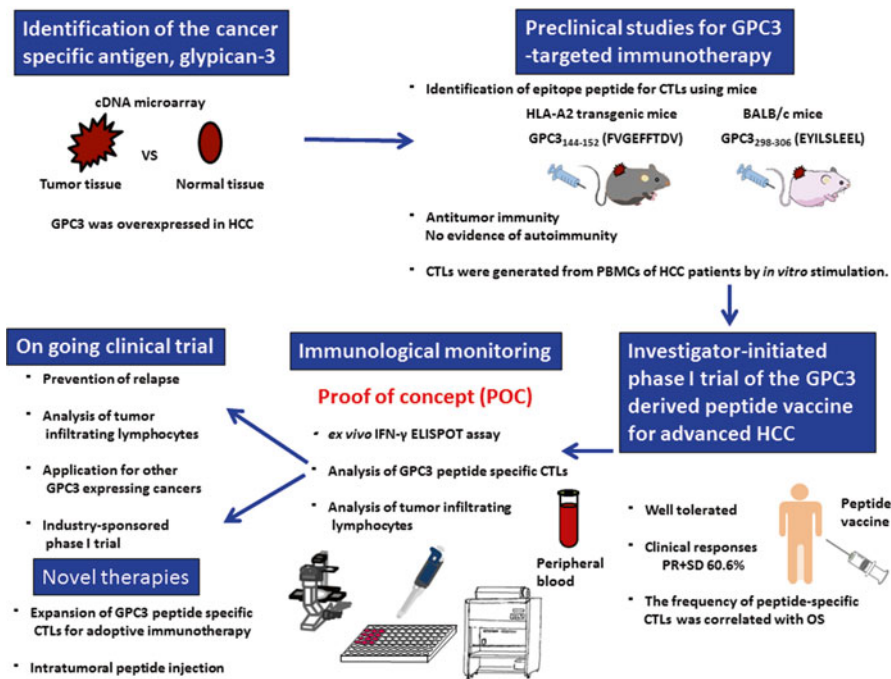 Identification of the cancer
specific antigen, glypican-3
cDNA microarray
VS
Tumor tissue
Normal tissue
GPC3 was overexpressed in HCC
Preclinical studies for GPC3
-targeted immunotherapy
· Identification of epitope peptide for CTLs using mice
HLA-A2 transgenic mice
GPC3144-152 (FVGEFFTDV)
BALB/c mice
GPC3298-306 (EYILSLEEL)
· Antitumor immunity
No evidence of autoimmunity
· CTLs were generated from PBMCs of HCC patients by in vitro stimulation.
Investigator-initiated
phase I trial of the GPC3
derived peptide vaccine
for advanced HCC
· Well tolerated
· Clinical responses
PR+SD 60.6%
· The frequency of peptide-specific
CTLs was correlated with OS
Peptide
vaccine
Immunological monitoring
Proof of concept (POC)
· ex vivo IFN-γ ELISPOT assay
· Analysis of GPC3 peptide specific CTLs
· Analysis of tumor infiltrating
lymphocytes
Peripheral
blood
On going clinical trial
· Prevention of relapse
· Analysis of tumor
infiltrating lymphocytes
· Application for other
GPC3 expressing cancers
· Industry-sponsored
phase I trial
Novel therapies
· Expansion of GPC3 peptide specific
CTLs for adoptive immunotherapy
· Intratumoral peptide injection